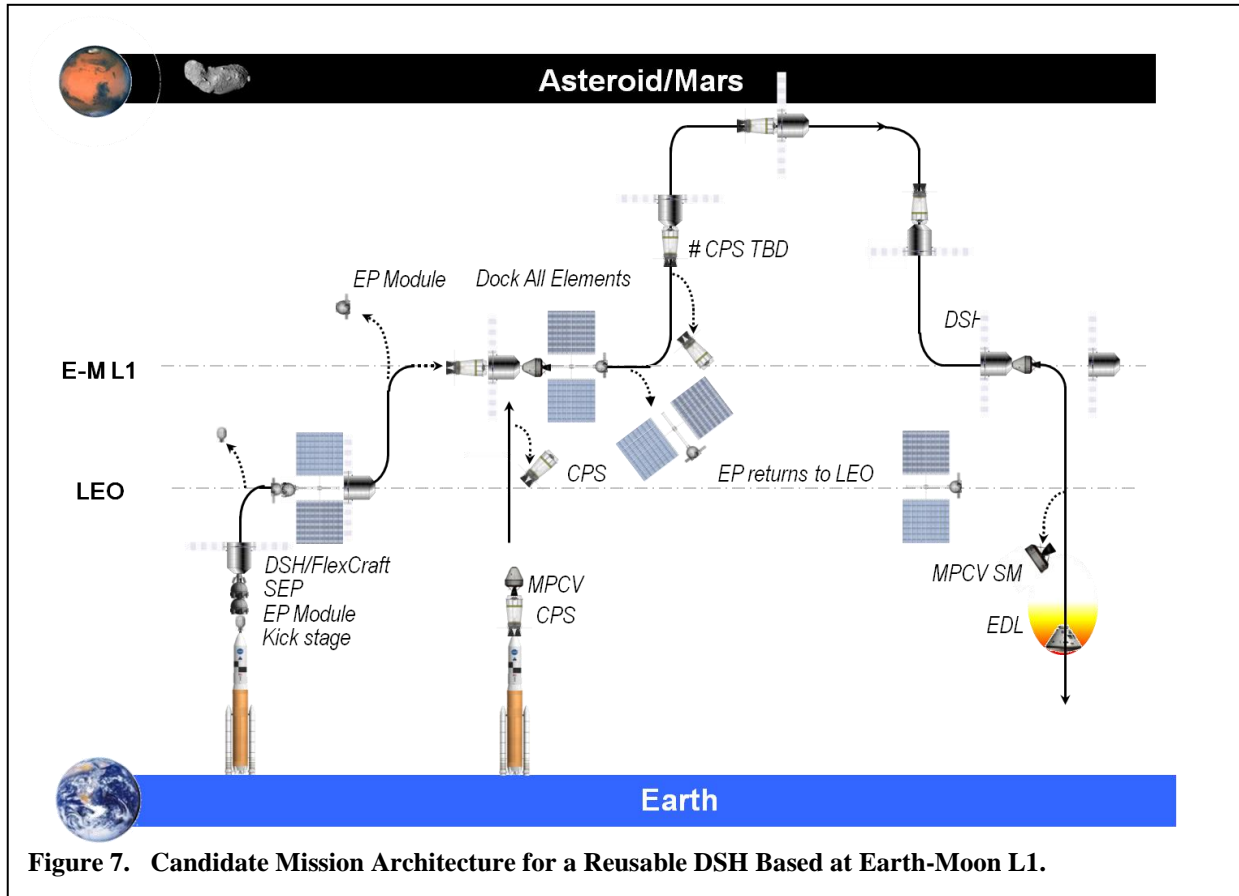 Asteroid/Mars
# CPS TBD
EP Module
Dock All Elements
DSH
E-M L1
CPS
EP returns to LEO
LEO
DSH/FlexCraft
SEP
EP Module
Kick stage
MPCV
CPS
MPCV SM
EDL
Earth
Figure 7. Candidate Mission Architecture for a Reusable DSH Based at Earth-Moon L1.